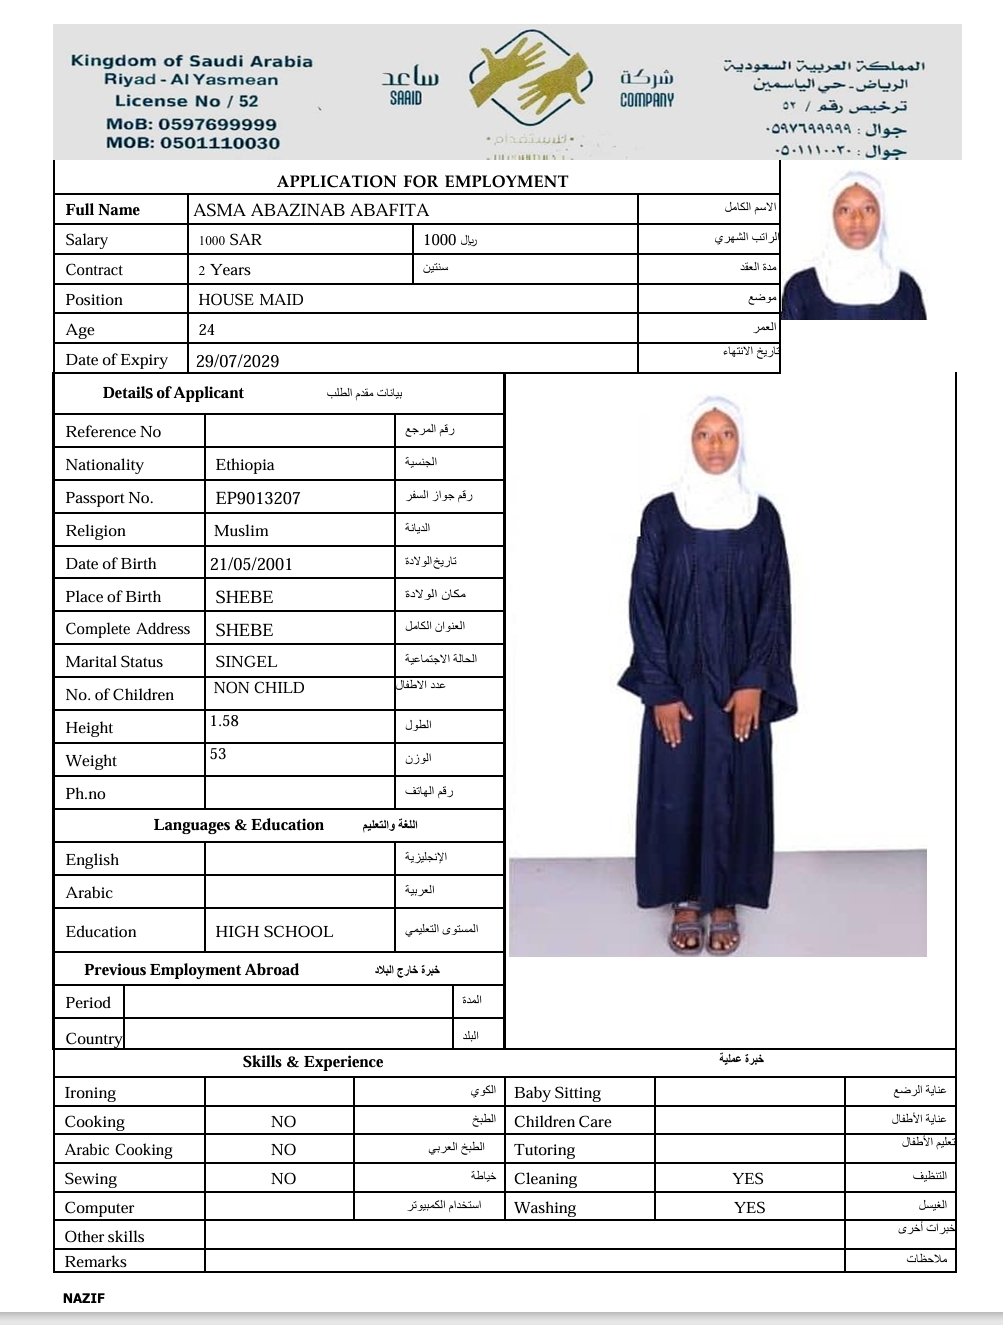 Kingdom of Saudi Arabia
Riyad - Al Yasmean
License No / 52
MoB: 0597699999
MOB: 0501110030
ساعد
SAAID
شركة
COMPANY
للاستقدام
المملكة العربية السعودية
الرياض - حي الياسمين
ترخيص رقم / ٥٢
جوال : ٠٥٩٧٦٩٩٩٩٩
جوال : ٠٥٠١١١٠٠٣٠
APPLICATION FOR EMPLOYMENT
Full Name ASMA ABAZINAB ABAFITA الاسم الكامل
Salary 1000 SAR 1000 ريال الراتب الشهري
Contract 2 Years سنتين مدة العقد
Position HOUSE MAID موضع
Age 24 العمر
Date of Expiry 29/07/2029 تاريخ الانتهاء
Details of Applicant بيانات مقدم الطلب
Reference No رقم المرجع
Nationality Ethiopia الجنسية
Passport No. EP9013207 رقم جواز السفر
Religion Muslim الديانة
Date of Birth 21/05/2001 تاريخ الولادة
Place of Birth SHEBE مكان الولادة
Complete Address SHEBE العنوان الكامل
Marital Status SINGEL الحالة الاجتماعية
No. of Children NON CHILD عدد الاطفال
Height 1.58 الطول
Weight 53 الوزن
Ph.no رقم الهاتف
Languages & Education اللغة والتعليم
English الإنجليزية
Arabic العربية
Education HIGH SCHOOL المستوى التعليمي
Previous Employment Abroad خبرة خارج البلاد
Period المدة
Country البلد
Skills & Experience خبرة عملية
Ironing الكوي Baby Sitting عناية الرضع
Cooking NO الطبخ Children Care عناية الأطفال
Arabic Cooking NO الطبخ العربي Tutoring تعليم الأطفال
Sewing NO خياطة Cleaning YES التنظيف
Computer استخدام الكمبيوتر Washing YES الغيسل
Other skills خبرات أخرى
Remarks ملاحظات
NAZIF